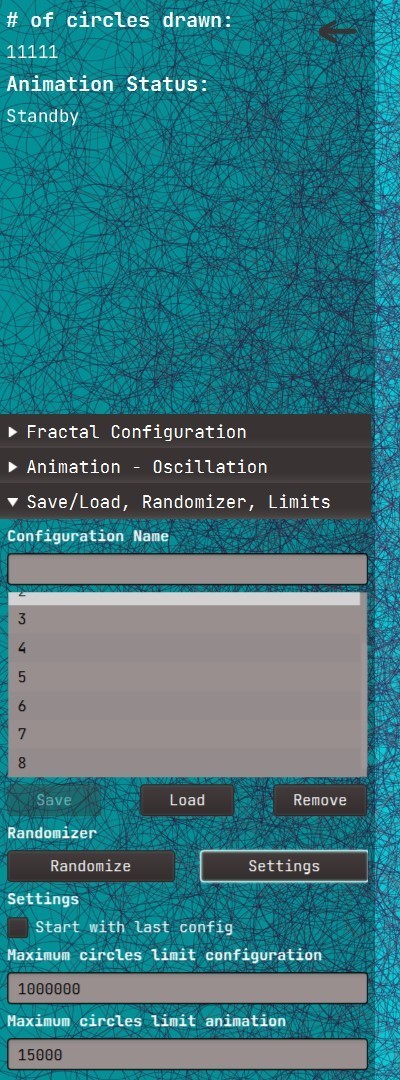 # of circles drawn:
11111
Animation Status:
Standby
Fractal Configuration
Animation - Oscillation
Save/Load, Randomizer, Limits
Configuration Name
2
3
4
5
6
7
8
Save Load Remove
Randomizer
Randomize Settings
Settings
Start with last config
Maximum circles limit configuration
1000000
Maximum circles limit animation
15000